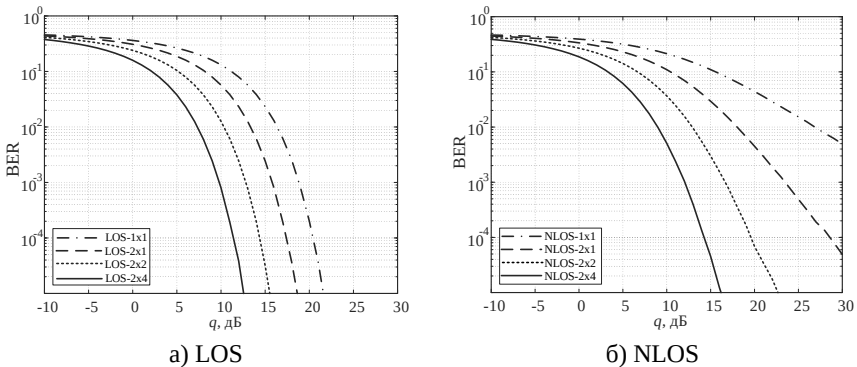 10^0
10^-1
10^-2
10^-3
10^-4
BER
-10 -5 0 5 10 15 20 25 30
q, дБ
LOS-1x1
LOS-2x1
LOS-2x2
LOS-2x4
а) LOS
10^0
10^-1
10^-2
10^-3
10^-4
BER
-10 -5 0 5 10 15 20 25 30
q, дБ
NLOS-1x1
NLOS-2x1
NLOS-2x2
NLOS-2x4
б) NLOS